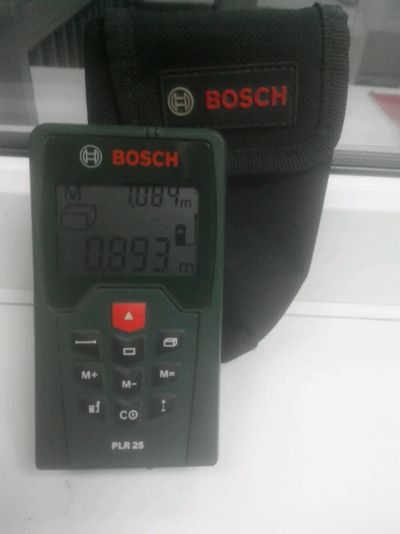 BOSCH
BOSCH
M 1.084 m
0.893 m
M+ M- M=
C
PLR 25